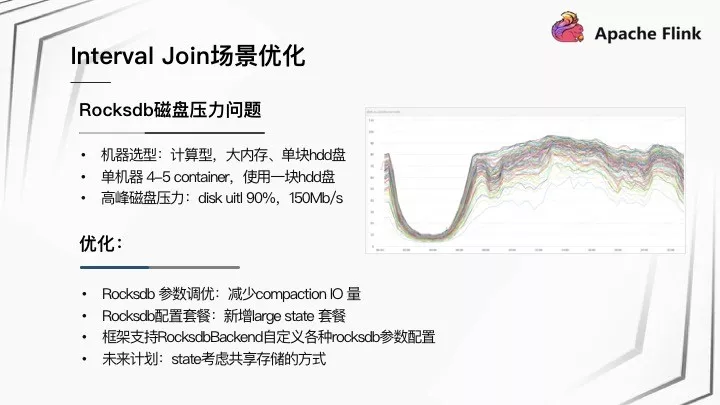 Apache Flink
Interval Join场景优化
Rocksdb磁盘压力问题
• 机器选型：计算型，大内存、单块hdd盘
• 单机器 4–5 container，使用一块hdd盘
• 高峰磁盘压力：disk uitl 90%，150Mb/s
优化：
• Rocksdb 参数调优：减少compaction IO 量
• Rocksdb配置套餐：新增large state 套餐
• 框架支持RocksdbBackend自定义各种rocksdb参数配置
• 未来计划：state考虑共享存储的方式